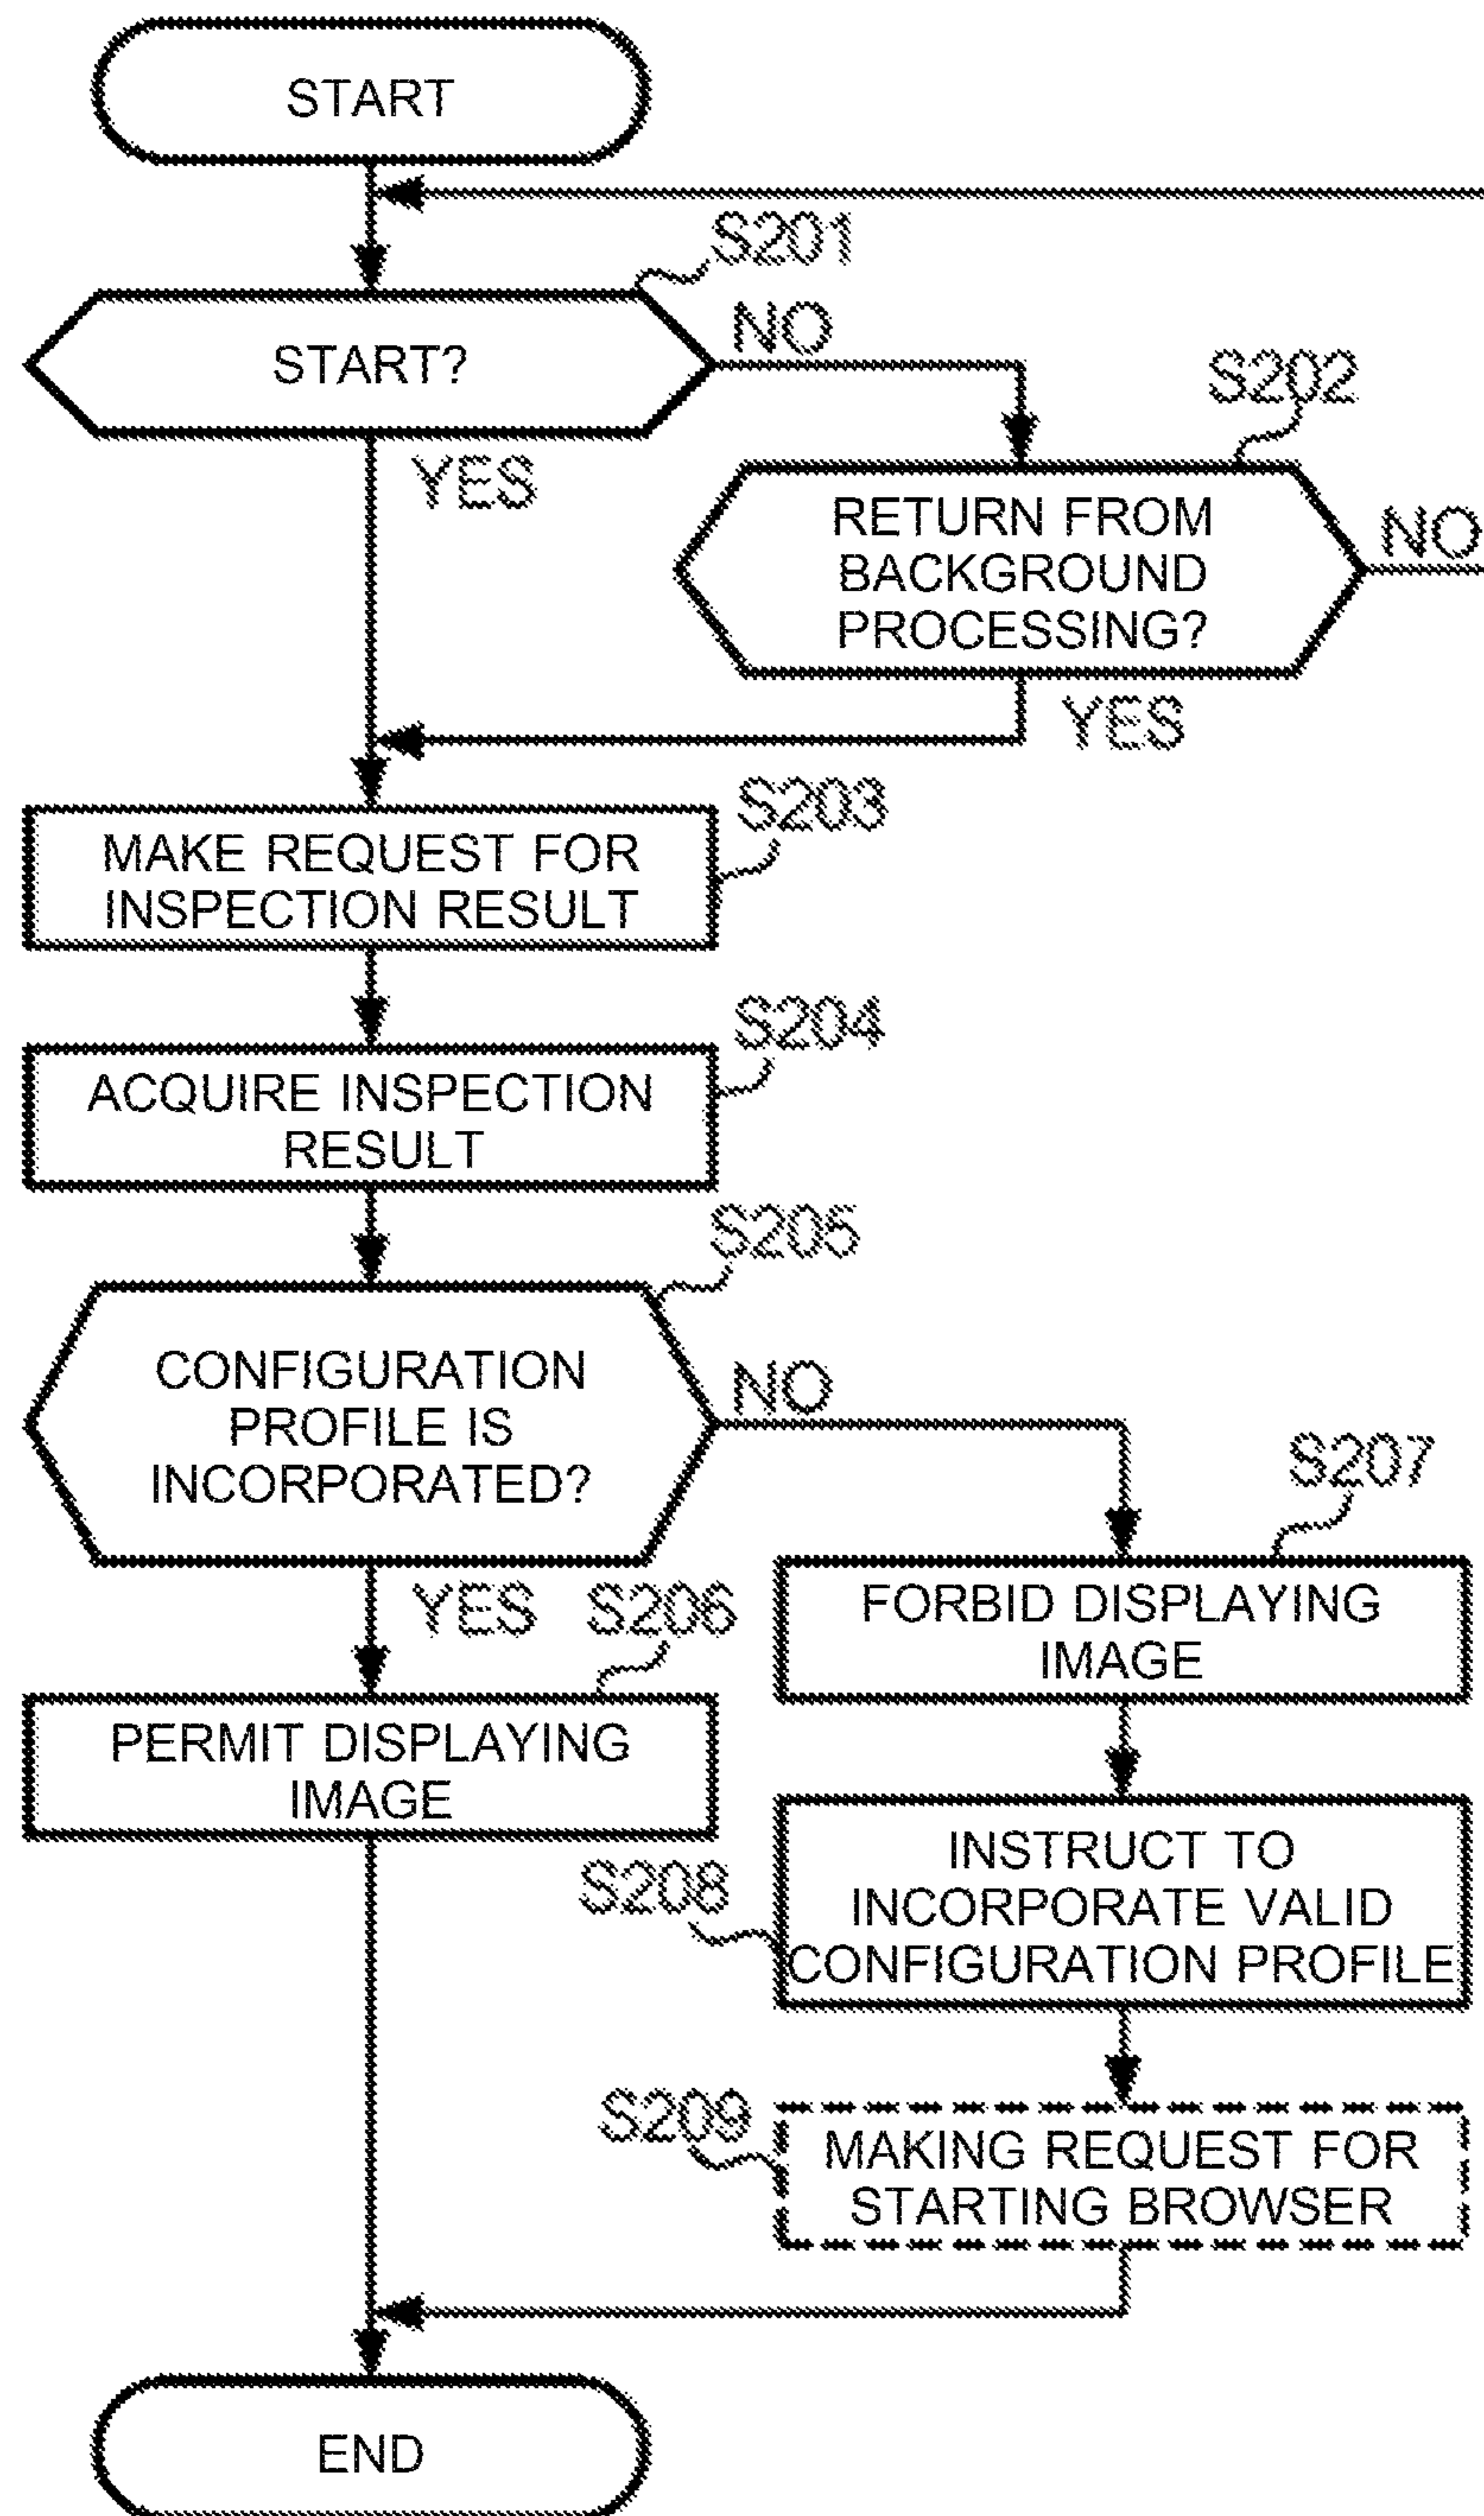 START
S201
START?
NO
S202
YES
RETURN FROM
BACKGROUND
PROCESSING?
NO
YES
S203
MAKE REQUEST FOR
INSPECTION RESULT
S204
ACQUIRE INSPECTION
RESULT
S205
CONFIGURATION
PROFILE IS
INCORPORATED?
NO
S207
YES
S206
FORBID DISPLAYING
IMAGE
PERMIT DISPLAYING
IMAGE
S208
INSTRUCT TO
INCORPORATE VALID
CONFIGURATION PROFILE
S209
MAKING REQUEST FOR
STARTING BROWSER
END